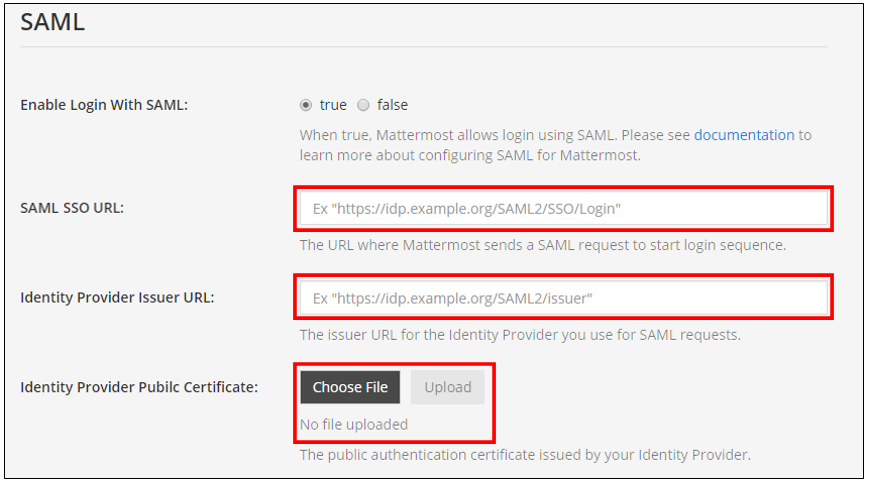 SAML
Enable Login With SAML:
true
false
When true, Mattermost allows login using SAML. Please see documentation to
learn more about configuring SAML for Mattermost.
SAML SSO URL:
Ex "https://idp.example.org/SAML2/SSO/Login"
The URL where Mattermost sends a SAML request to start login sequence.
Identity Provider Issuer URL:
Ex "https://idp.example.org/SAML2/issuer"
The issuer URL for the Identity Provider you use for SAML requests.
Identity Provider Publlc Certificate:
Choose File
Upload
No file uploaded
The public authentication certificate issued by your Identity Provider.